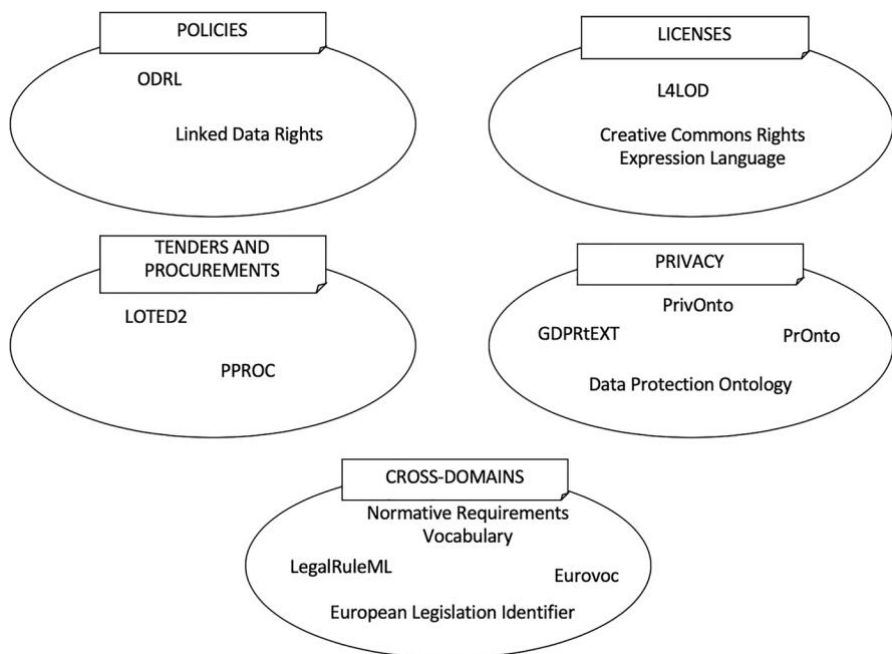 POLICIES
ODRL
Linked Data Rights
LICENSES
L4LOD
Creative Commons Rights
Expression Language
TENDERS AND
PROCUREMENTS
LOTED2
PPROC
PRIVACY
PrivOnto
GDPRtEXT
PrOnto
Data Protection Ontology
CROSS-DOMAINS
Normative Requirements
Vocabulary
LegalRuleML
Eurovoc
European Legislation Identifier